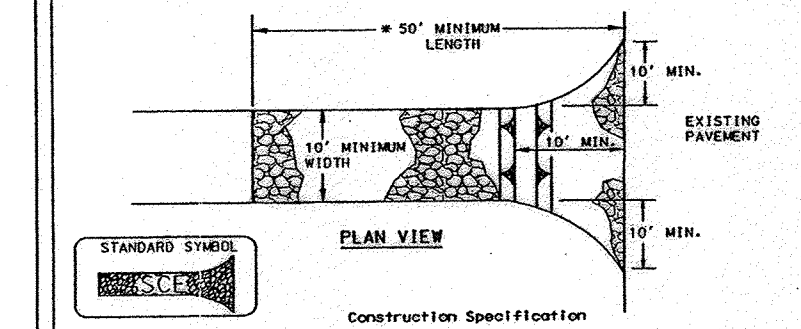 * 50' MINIMUM
LENGTH
10' MIN.
EXISTING
PAVEMENT
10' MINIMUM
WIDTH
10' MIN.
10' MIN.
PLAN VIEW
STANDARD SYMBOL
SCE
Construction Specification